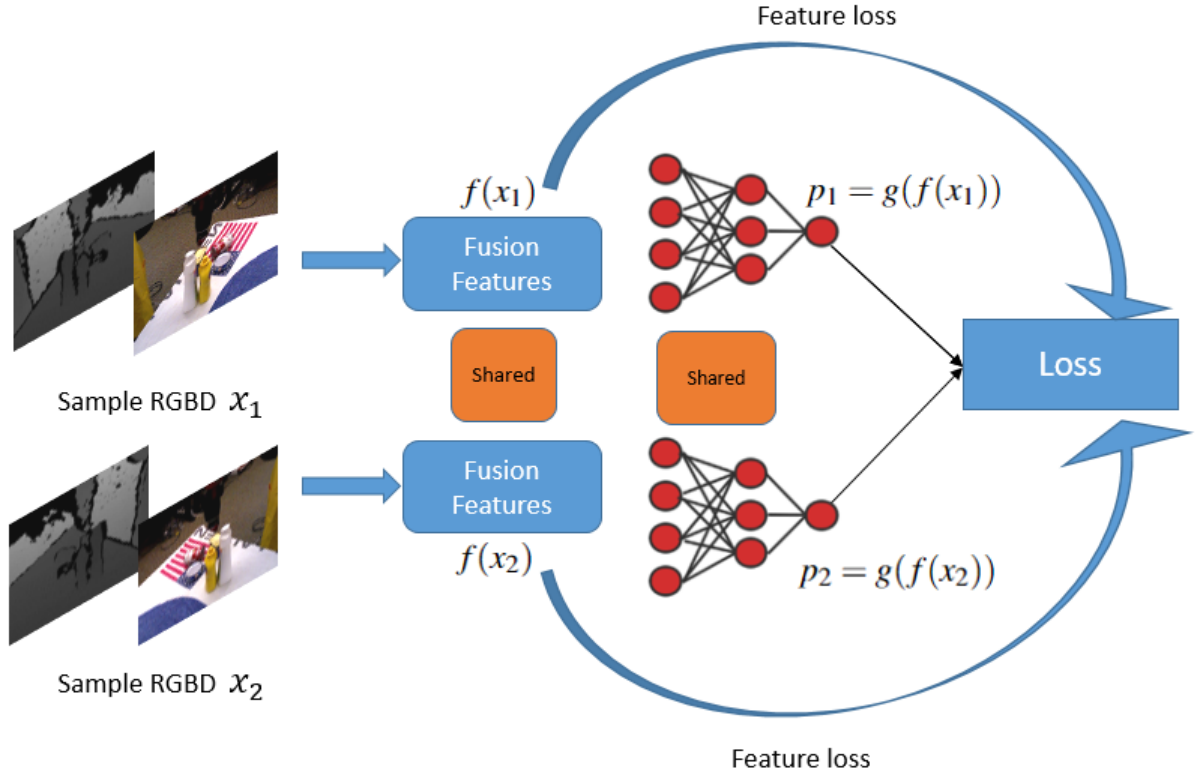 Feature loss
f(x₁)
p₁ = g(f(x₁))
Fusion
Features
Shared
Shared
Loss
Sample RGBD x₁
Fusion
Features
f(x₂)
p₂ = g(f(x₂))
Sample RGBD x₂
Feature loss